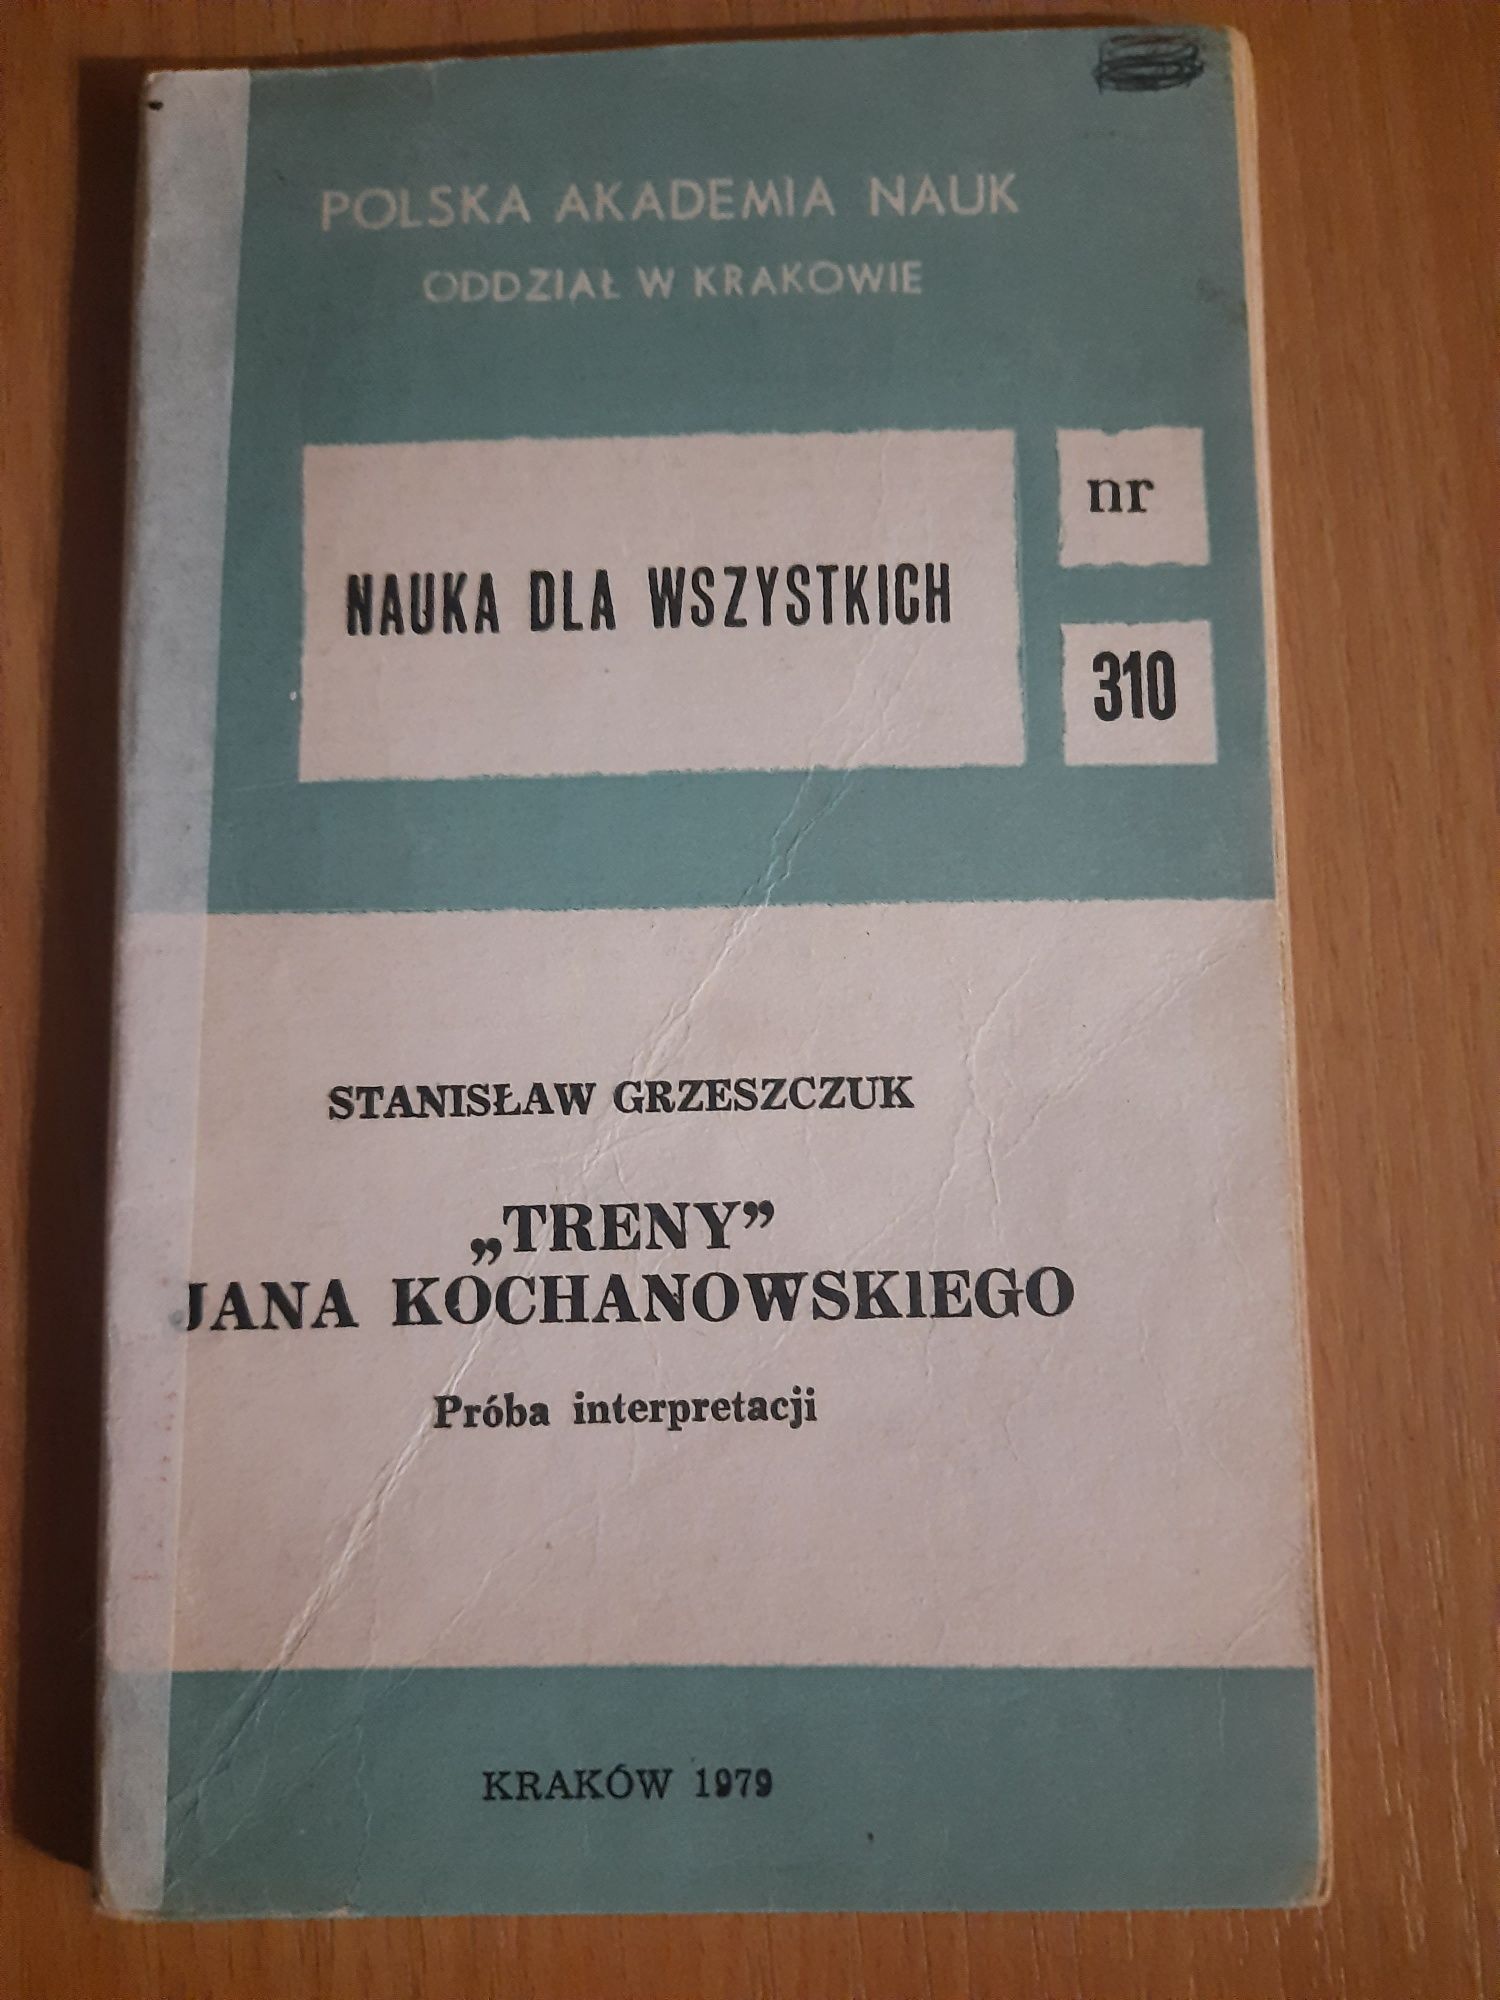 POLSKA AKADEMIA NAUK
ODDZIAŁ W KRAKOWIE
NAUKA DLA WSZYSTKICH
nr
310
STANISŁAW GRZESZCZUK
„TRENY”
JANA KOCHANOWSKIEGO
Próba interpretacji
KRAKÓW 1979